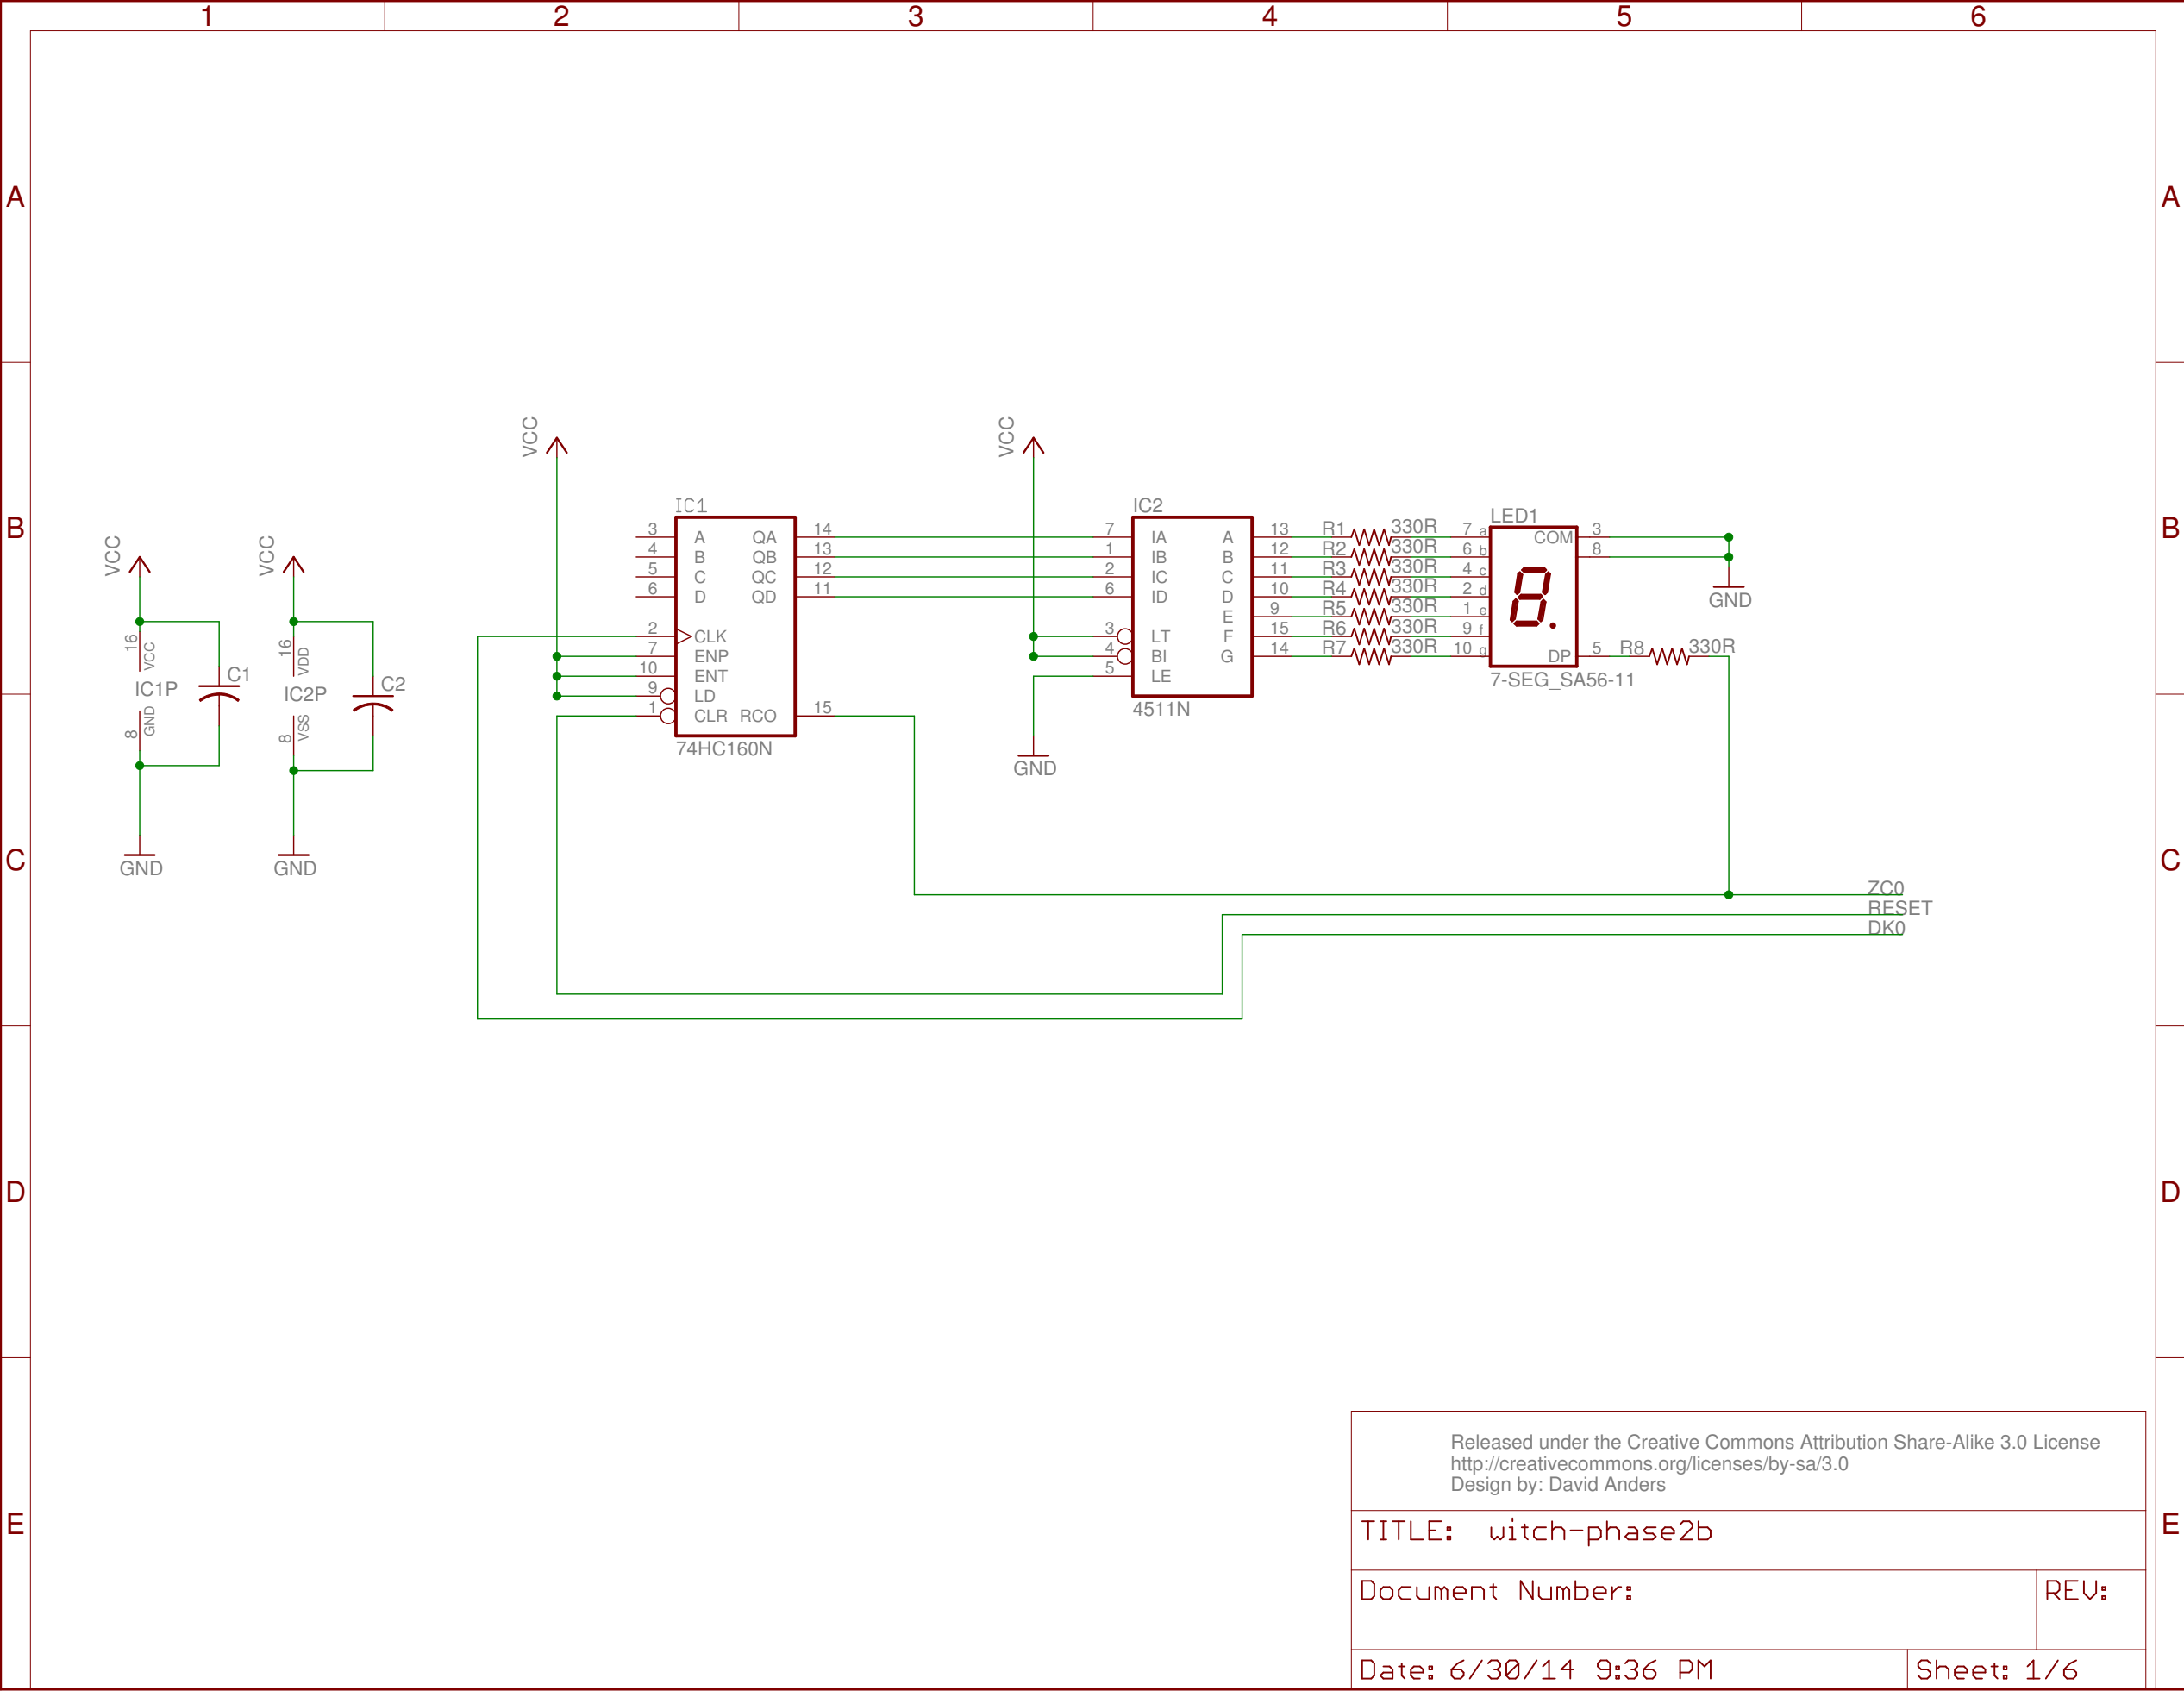 1 2 3 4 5 6
A A
B B
C C
D D
E E
VCC VCC
IC1 IC2 LED1
3 A QA 14
4 B QB 13
5 C QC 12
6 D QD 11
2 CLK
7 ENP
10 ENT
9 LD
1 CLR RCO 15
74HC160N
7 IA A 13
1 IB B 12
2 IC C 11
6 ID D 10
E 9
3 LT F 15
4 BI G 14
5 LE
4511N
GND
R1 330R 7 a COM 3
R2 330R 6 b 8
R3 330R 4 c
R4 330R 2 d
R5 330R 1 e
R6 330R 9 f
R7 330R 10 g DP 5 R8 330R
7-SEG_SA56-11
GND
VCC VCC
16 VCC 16 VDD
IC1P C1 IC2P C2
8 GND 8 VSS
GND GND
ZC0
RESET
DK0
Released under the Creative Commons Attribution Share-Alike 3.0 License
http://creativecommons.org/licenses/by-sa/3.0
Design by: David Anders
TITLE: witch-phase2b
Document Number: REV:
Date: 6/30/14 9:36 PM Sheet: 1/6